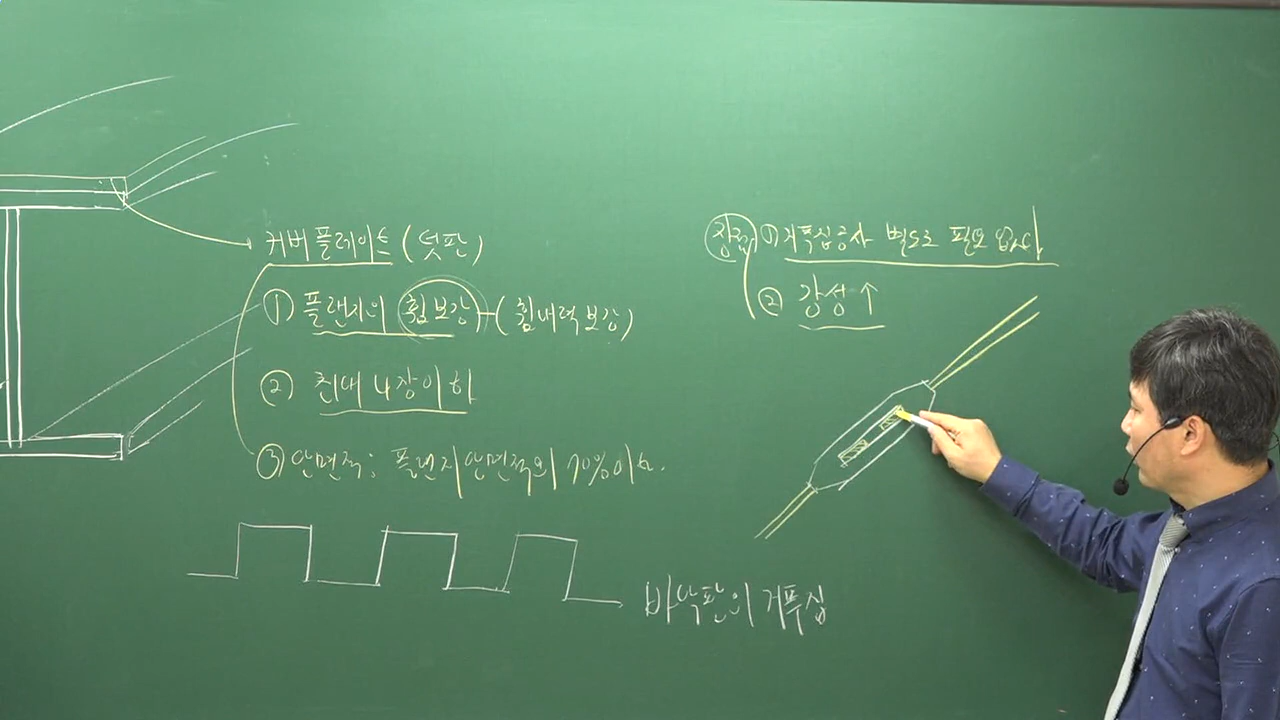 커버플레이트 (덧판)
① 플랜지의 휨보강 - (휨내력보강)
② 최대 4장이하
③ 단면적 : 플랜지단면적의 70%이하.
바닥판의 거푸집
장점 ① 거푸집공사 별도로 필요없다
② 강성↑